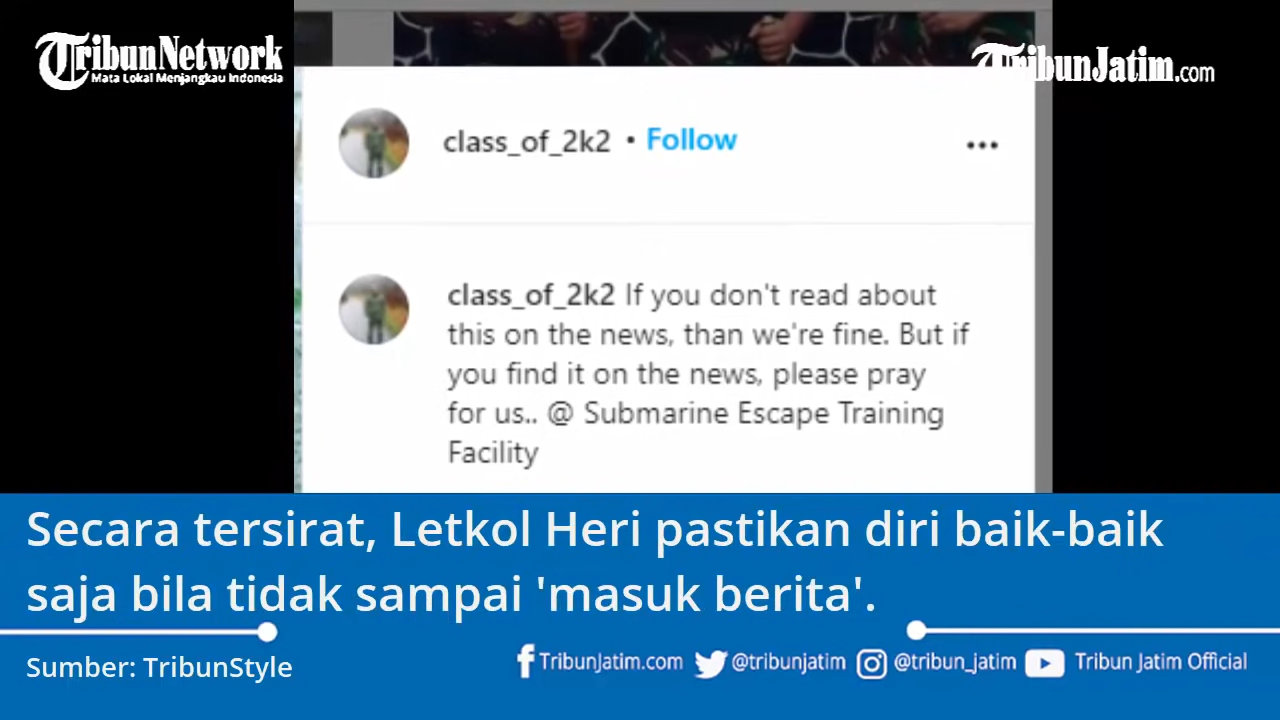 TribunNetwork
Mata Lokal Menjangkau Indonesia
TribunJatim.com
class_of_2k2 • Follow
class_of_2k2 If you don't read about
this on the news, than we're fine. But if
you find it on the news, please pray
for us.. @ Submarine Escape Training
Facility
Secara tersirat, Letkol Heri pastikan diri baik-baik
saja bila tidak sampai 'masuk berita'.
Sumber: TribunStyle
TribunJatim.com @tribunjatim @tribun_jatim Tribun Jatim Official